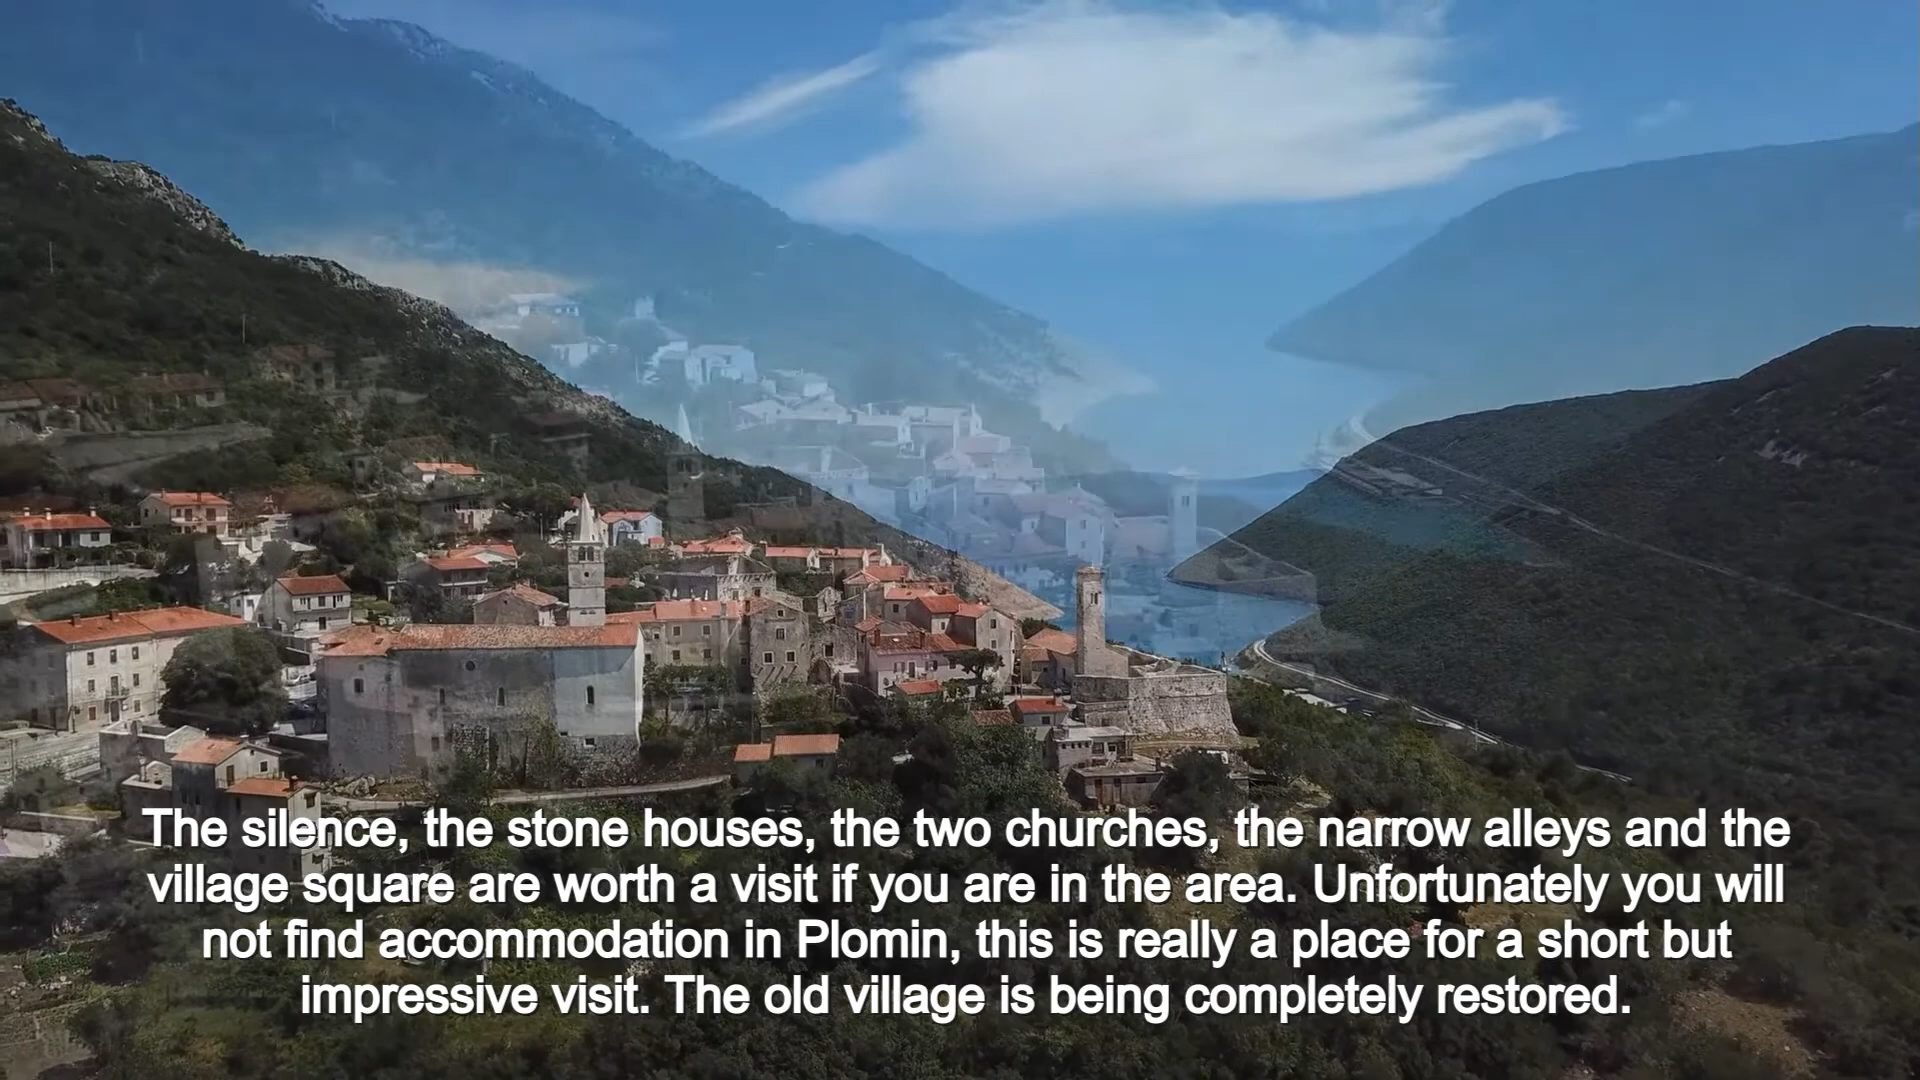 The silence, the stone houses, the two churches, the narrow alleys and the
village square are worth a visit if you are in the area. Unfortunately you will
not find accommodation in Plomin, this is really a place for a short but
impressive visit. The old village is being completely restored.